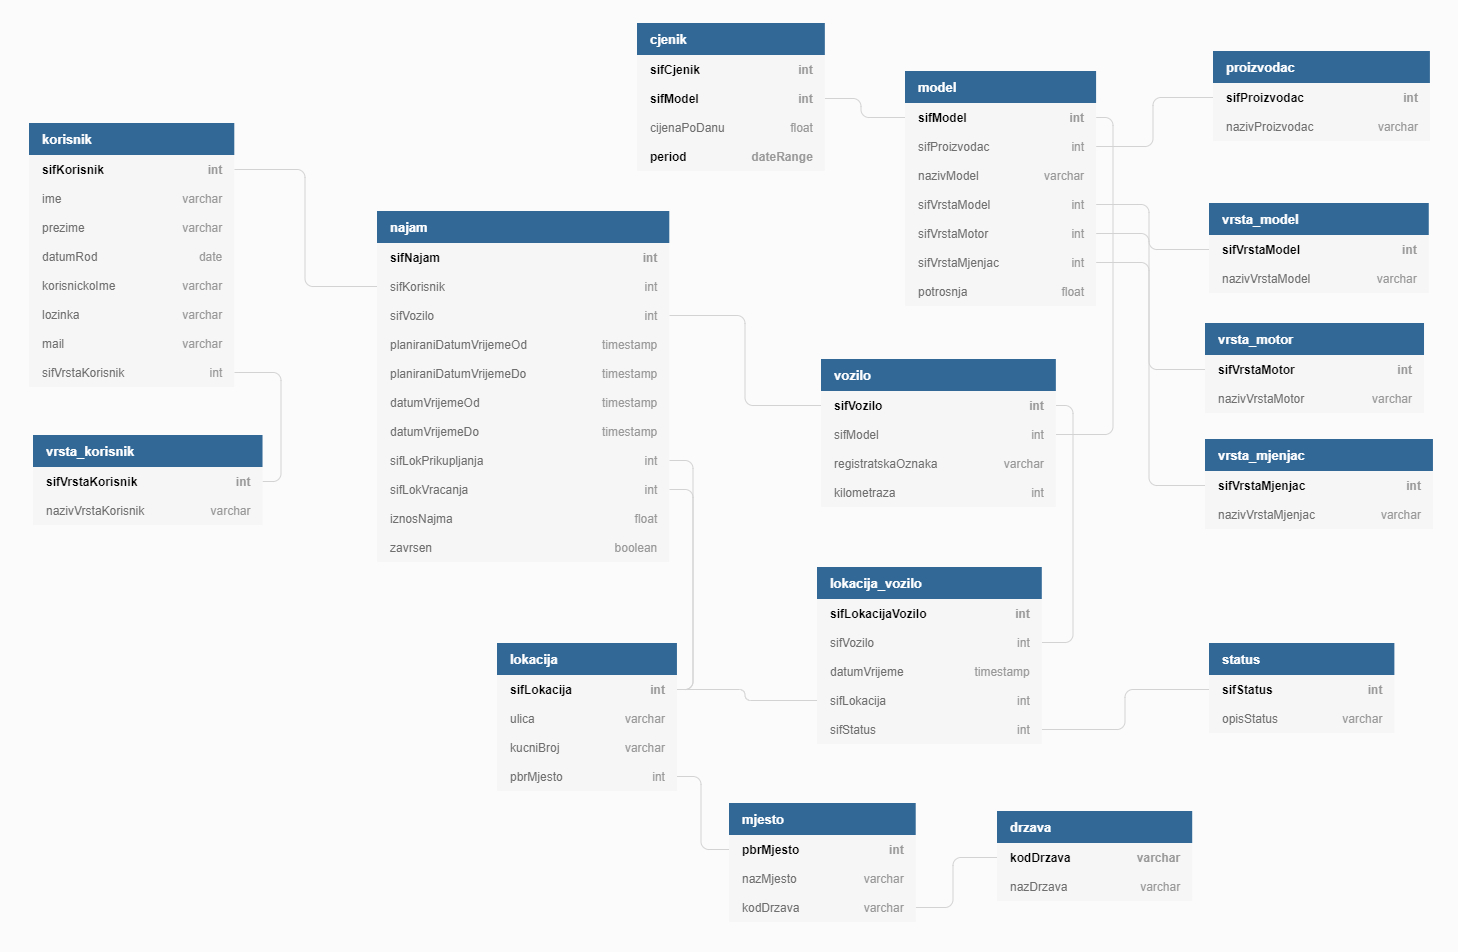 cjenik
sifCjenik int
sifModel int
cijenaPoDanu float
period dateRange
model
sifModel int
sifProizvodac int
nazivModel varchar
sifVrstaModel int
sifVrstaMotor int
sifVrstaMjenjac int
potrosnja float
proizvodac
sifProizvodac int
nazivProizvodac varchar
korisnik
sifKorisnik int
ime varchar
prezime varchar
datumRod date
korisnickoIme varchar
lozinka varchar
mail varchar
sifVrstaKorisnik int
najam
sifNajam int
sifKorisnik int
sifVozilo int
planiraniDatumVrijemeOd timestamp
planiraniDatumVrijemeDo timestamp
datumVrijemeOd timestamp
datumVrijemeDo timestamp
sifLokPrikupljanja int
sifLokVracanja int
iznosNajma float
zavrsen boolean
vrsta_model
sifVrstaModel int
nazivVrstaModel varchar
vrsta_motor
sifVrstaMotor int
nazivVrstaMotor varchar
vozilo
sifVozilo int
sifModel int
registratskaOznaka varchar
kilometraza int
vrsta_korisnik
sifVrstaKorisnik int
nazivVrstaKorisnik varchar
vrsta_mjenjac
sifVrstaMjenjac int
nazivVrstaMjenjac varchar
lokacija_vozilo
sifLokacijaVozilo int
sifVozilo int
datumVrijeme timestamp
sifLokacija int
sifStatus int
lokacija
sifLokacija int
ulica varchar
kucniBroj varchar
pbrMjesto int
status
sifStatus int
opisStatus varchar
mjesto
pbrMjesto int
nazMjesto varchar
kodDrzava varchar
drzava
kodDrzava varchar
nazDrzava varchar